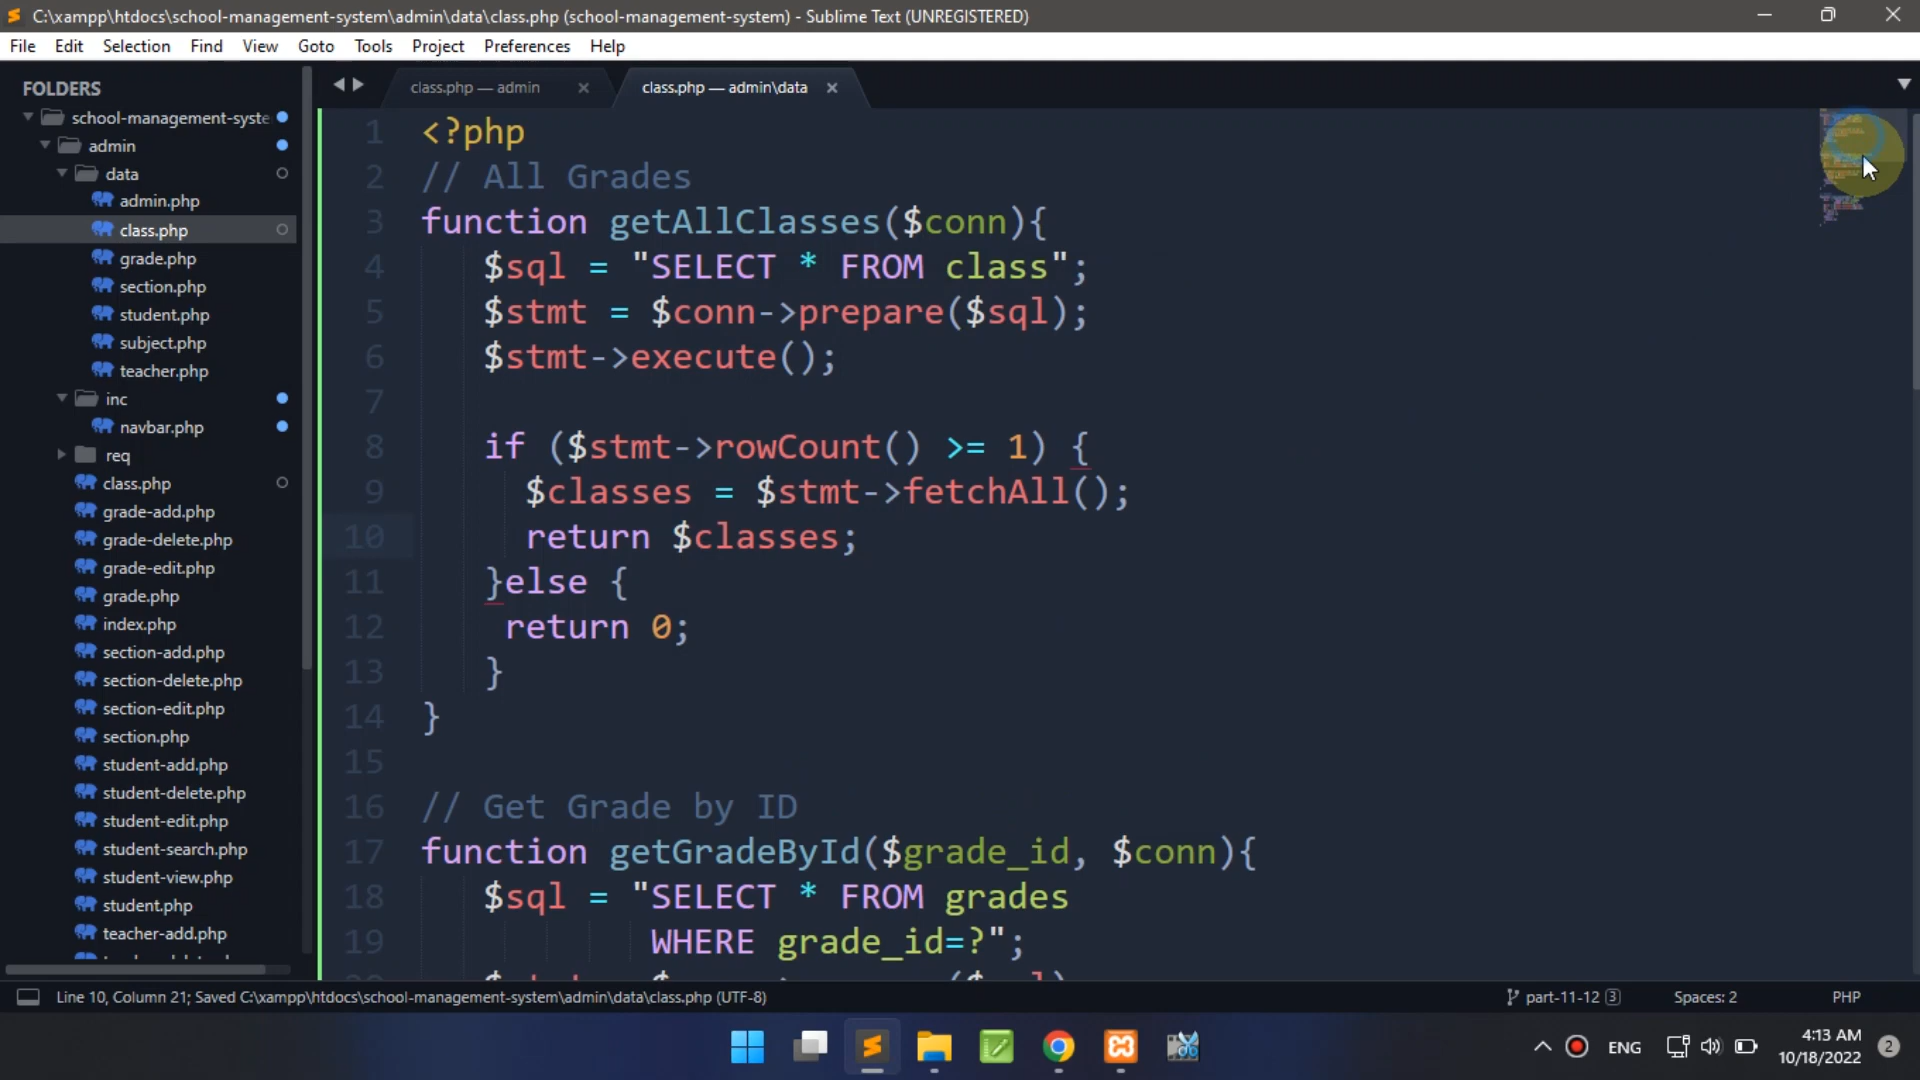 C:\xampp\htdocs\school-management-system\admin\data\class.php (school-management-system) - Sublime Text (UNREGISTERED)
File Edit Selection Find View Goto Tools Project Preferences Help
FOLDERS
school-management-syste
admin
data
admin.php
class.php
grade.php
section.php
student.php
subject.php
teacher.php
inc
navbar.php
req
class.php
grade-add.php
grade-delete.php
grade-edit.php
grade.php
index.php
section-add.php
section-delete.php
section-edit.php
section.php
student-add.php
student-delete.php
student-edit.php
student-search.php
student-view.php
student.php
teacher-add.php
class.php — admin
class.php — admin\data
1 <?php
2 // All Grades
3 function getAllClasses($conn){
4 $sql = "SELECT * FROM class";
5 $stmt = $conn->prepare($sql);
6 $stmt->execute();
7
8 if ($stmt->rowCount() >= 1) {
9 $classes = $stmt->fetchAll();
10 return $classes;
11 }else {
12 return 0;
13 }
14 }
15
16 // Get Grade by ID
17 function getGradeById($grade_id, $conn){
18 $sql = "SELECT * FROM grades
19 WHERE grade_id=?";
Line 10, Column 21; Saved C:\xampp\htdocs\school-management-system\admin\data\class.php (UTF-8)
part-11-12 3
Spaces: 2
PHP
ENG
4:13 AM
10/18/2022
2